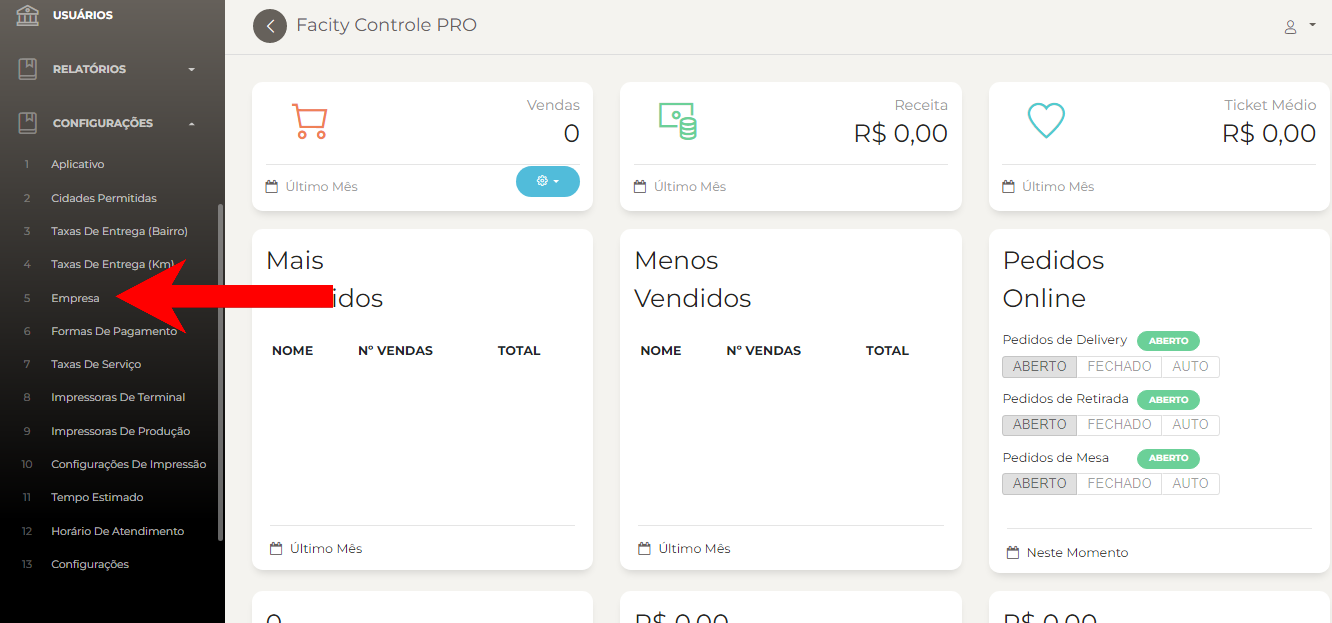 USUÁRIOS
RELATÓRIOS
CONFIGURAÇÕES
1 Aplicativo
2 Cidades Permitidas
3 Taxas De Entrega (Bairro)
4 Taxas De Entrega (Km)
5 Empresa
6 Formas De Pagamento
7 Taxas De Serviço
8 Impressoras De Terminal
9 Impressoras De Produção
10 Configurações De Impressão
11 Tempo Estimado
12 Horário De Atendimento
13 Configurações
Facity Controle PRO
Vendas
0
Último Mês
Receita
R$ 0,00
Último Mês
Ticket Médio
R$ 0,00
Último Mês
Mais
NOME Nº VENDAS TOTAL
Último Mês
Menos
Vendidos
NOME Nº VENDAS TOTAL
Último Mês
Pedidos
Online
Pedidos de Delivery ABERTO
ABERTO FECHADO AUTO
Pedidos de Retirada ABERTO
ABERTO FECHADO AUTO
Pedidos de Mesa ABERTO
ABERTO FECHADO AUTO
Neste Momento
0
R$ 0,00
R$ 0,00